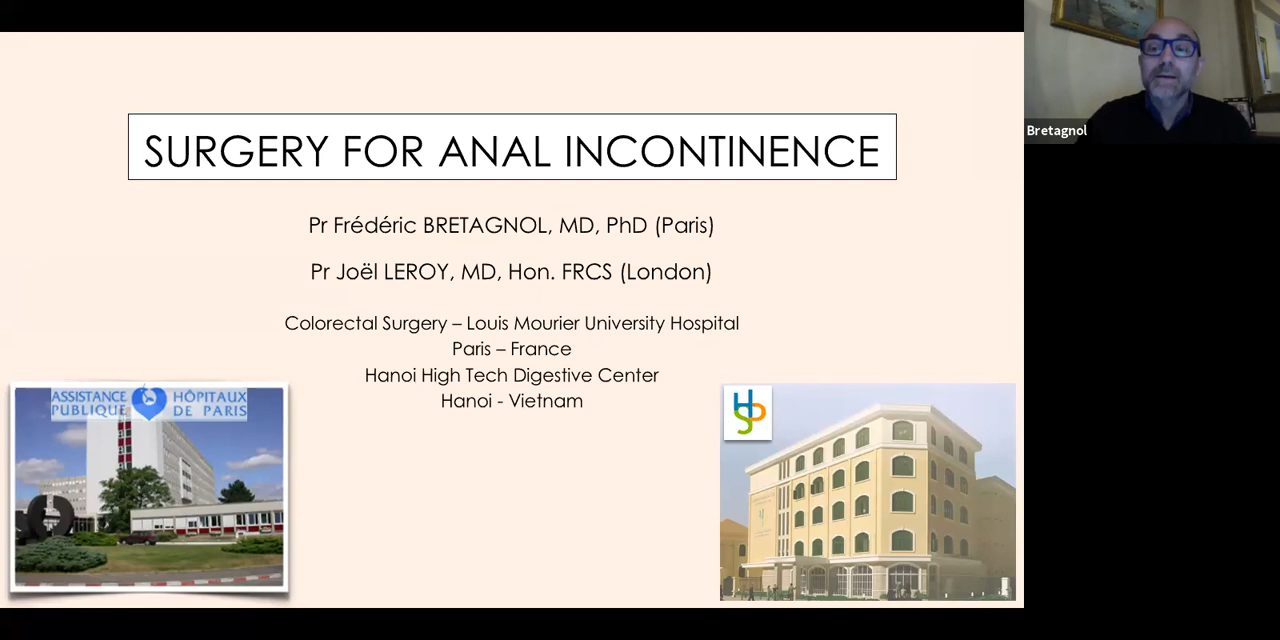 SURGERY FOR ANAL INCONTINENCE
Pr Frédéric BRETAGNOL, MD, PhD (Paris)
Pr Joël LEROY, MD, Hon. FRCS (London)
Colorectal Surgery – Louis Mourier University Hospital
Paris – France
Hanoi High Tech Digestive Center
Hanoi - Vietnam
ASSISTANCE HÔPITAUX
PUBLIQUE DE PARIS
Bretagnol